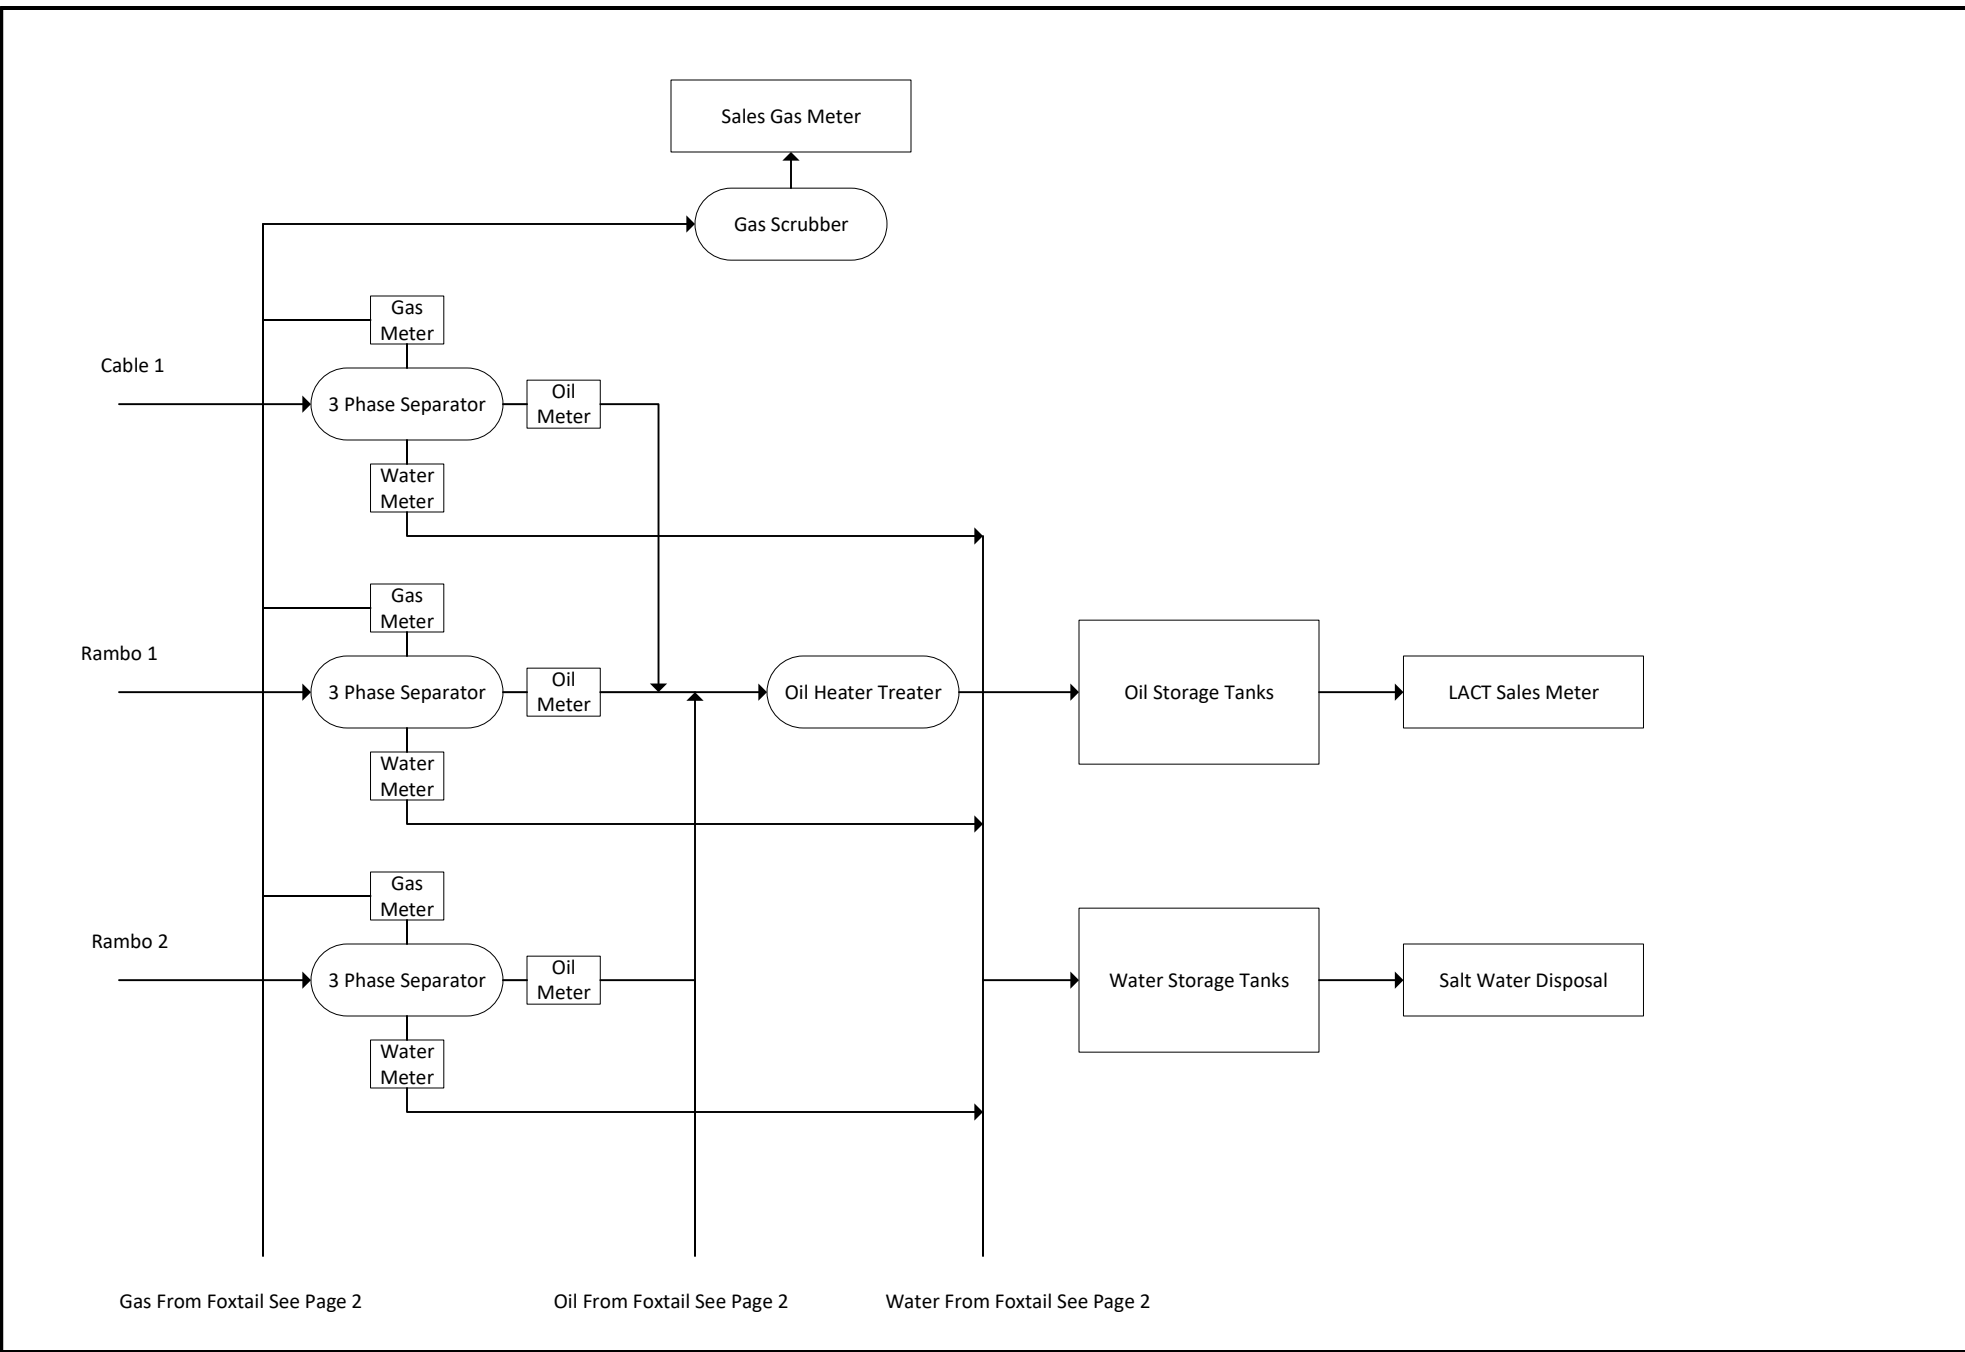 Sales Gas Meter
Gas Scrubber
Gas
Meter
Cable 1
3 Phase Separator
Oil
Meter
Water
Meter
Gas
Meter
Rambo 1
3 Phase Separator
Oil
Meter
Oil Heater Treater
Oil Storage Tanks
LACT Sales Meter
Water
Meter
Gas
Meter
Rambo 2
3 Phase Separator
Oil
Meter
Water Storage Tanks
Salt Water Disposal
Water
Meter
Gas From Foxtail See Page 2
Oil From Foxtail See Page 2
Water From Foxtail See Page 2